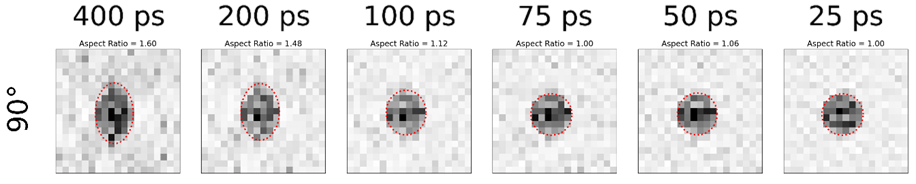 400 ps 200 ps 100 ps 75 ps 50 ps 25 ps
Aspect Ratio = 1.60 Aspect Ratio = 1.48 Aspect Ratio = 1.12 Aspect Ratio = 1.00 Aspect Ratio = 1.06 Aspect Ratio = 1.00
90°